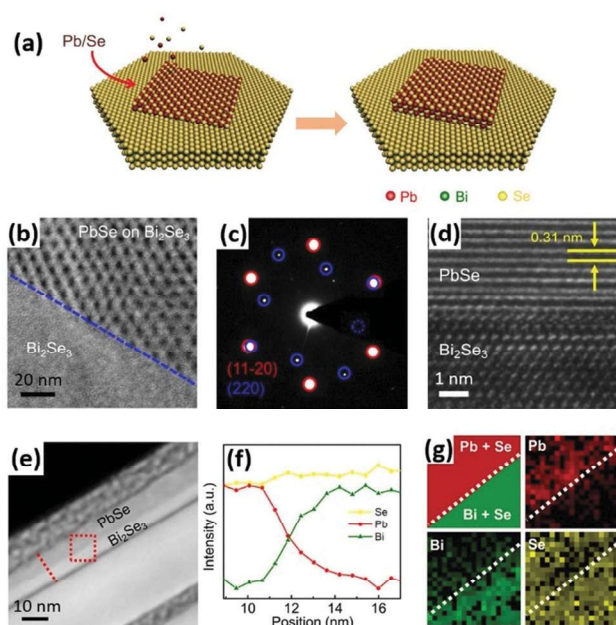 (a)
Pb/Se
Pb Bi Se
(b)
PbSe on Bi2Se3
Bi2Se3
20 nm
(c)
(11-20)
(220)
(d)
0.31 nm
PbSe
Bi2Se3
1 nm
(e)
PbSe
Bi2Se3
10 nm
(f)
Intensity (a.u.)
Se
Pb
Bi
10 12 14 16
Position (nm)
(g)
Pb + Se
Bi + Se
Pb
Bi
Se